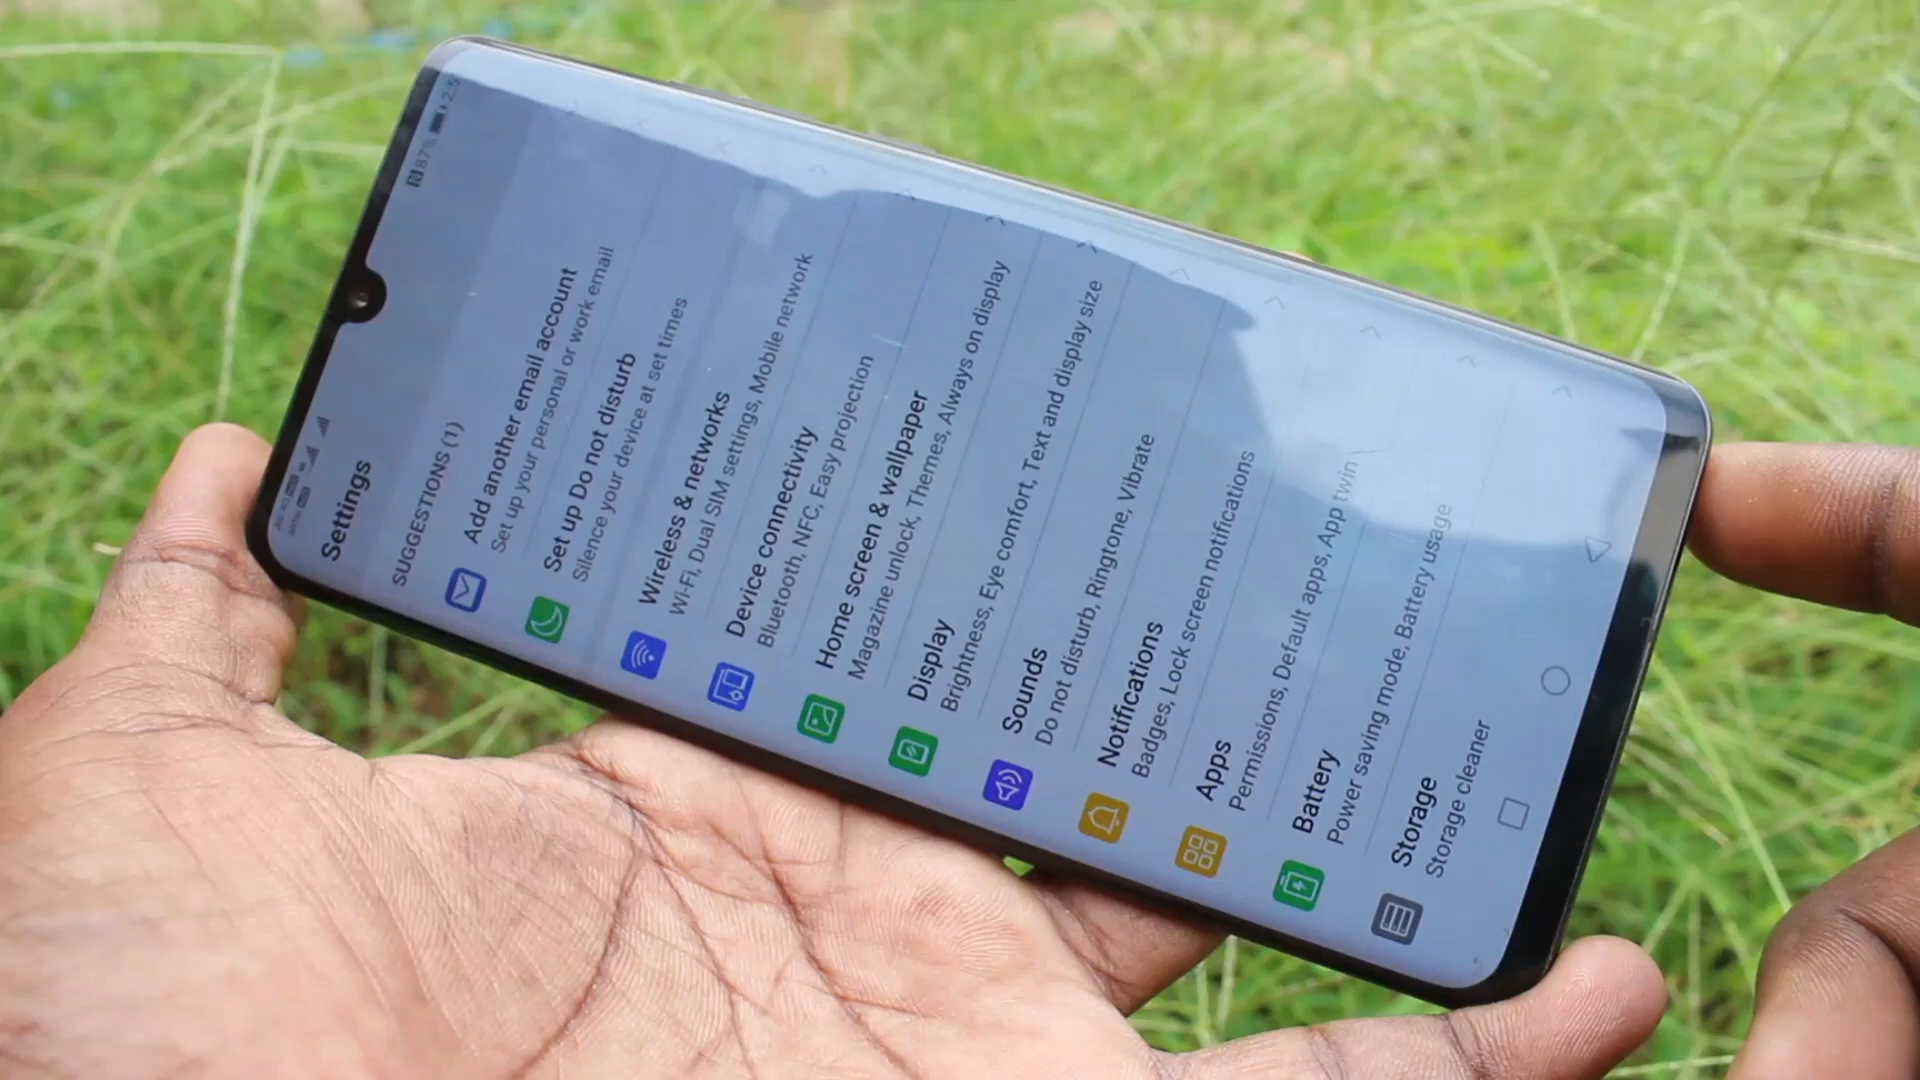 87% 2:5
Settings
SUGGESTIONS (1)
Add another email account
Set up your personal or work email
Set up Do not disturb
Silence your device at set times
Wireless & networks
Wi-Fi, Dual SIM settings, Mobile network
Device connectivity
Bluetooth, NFC, Easy projection
Home screen & wallpaper
Magazine unlock, Themes, Always on display
Display
Brightness, Eye comfort, Text and display size
Sounds
Do not disturb, Ringtone, Vibrate
Notifications
Badges, Lock screen notifications
Apps
Permissions, Default apps, App twin
Battery
Power saving mode, Battery usage
Storage
Storage cleaner